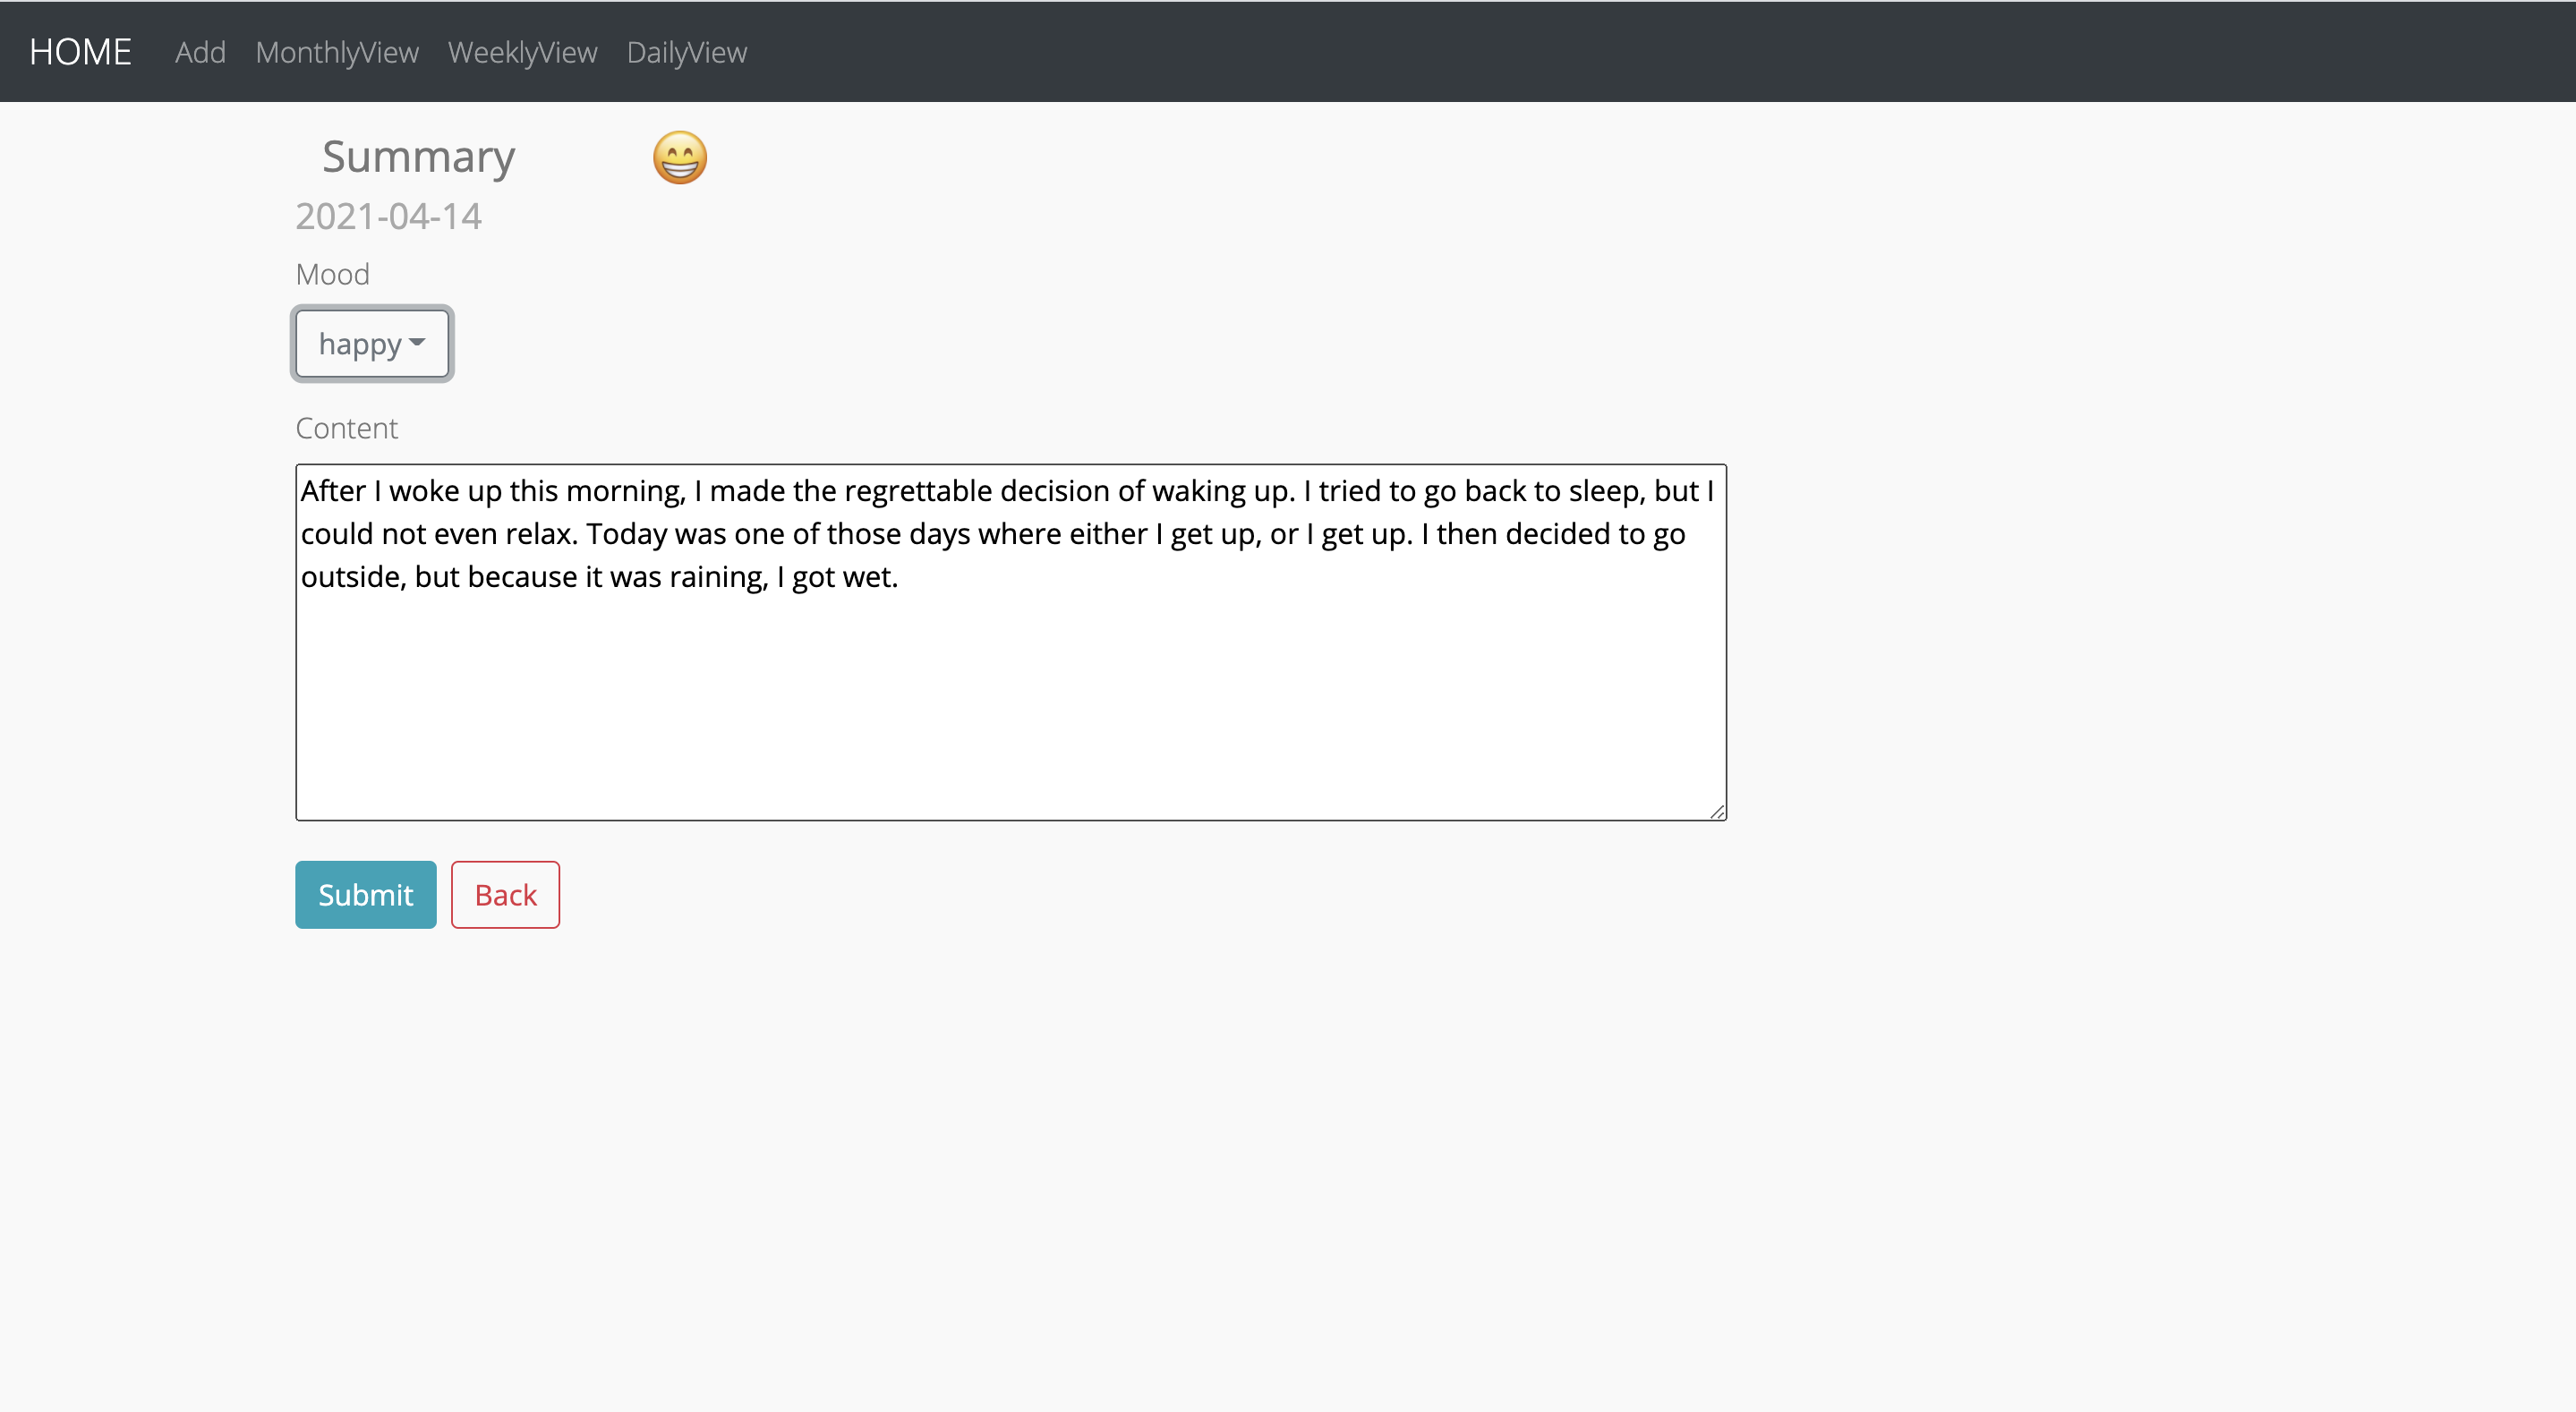 HOME Add MonthlyView WeeklyView DailyView
Summary
2021-04-14
Mood
happy
Content
After I woke up this morning, I made the regrettable decision of waking up. I tried to go back to sleep, but I
could not even relax. Today was one of those days where either I get up, or I get up. I then decided to go
outside, but because it was raining, I got wet.
Submit Back